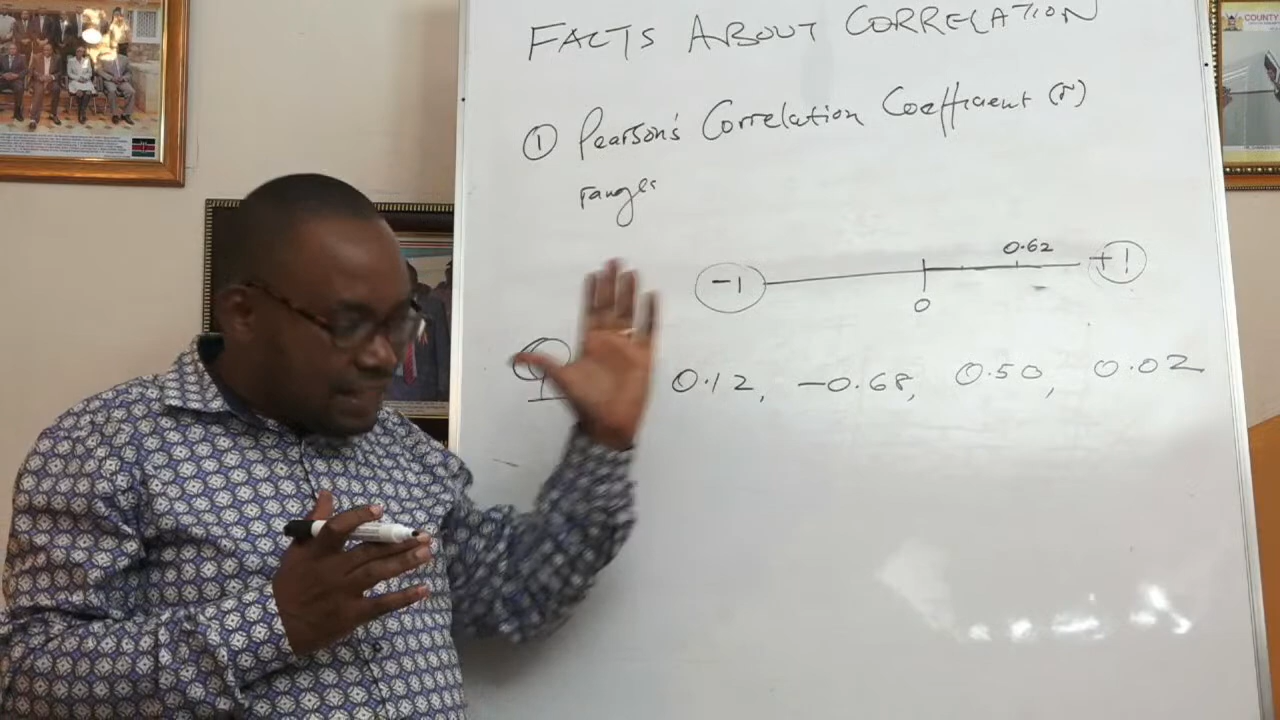 FACTS ABOUT CORRELATION
① Pearson's Correlation Coefficient (r)
ranges
0.62
-1
+1
0
0.12, -0.68, 0.50, 0.02
COUNTY